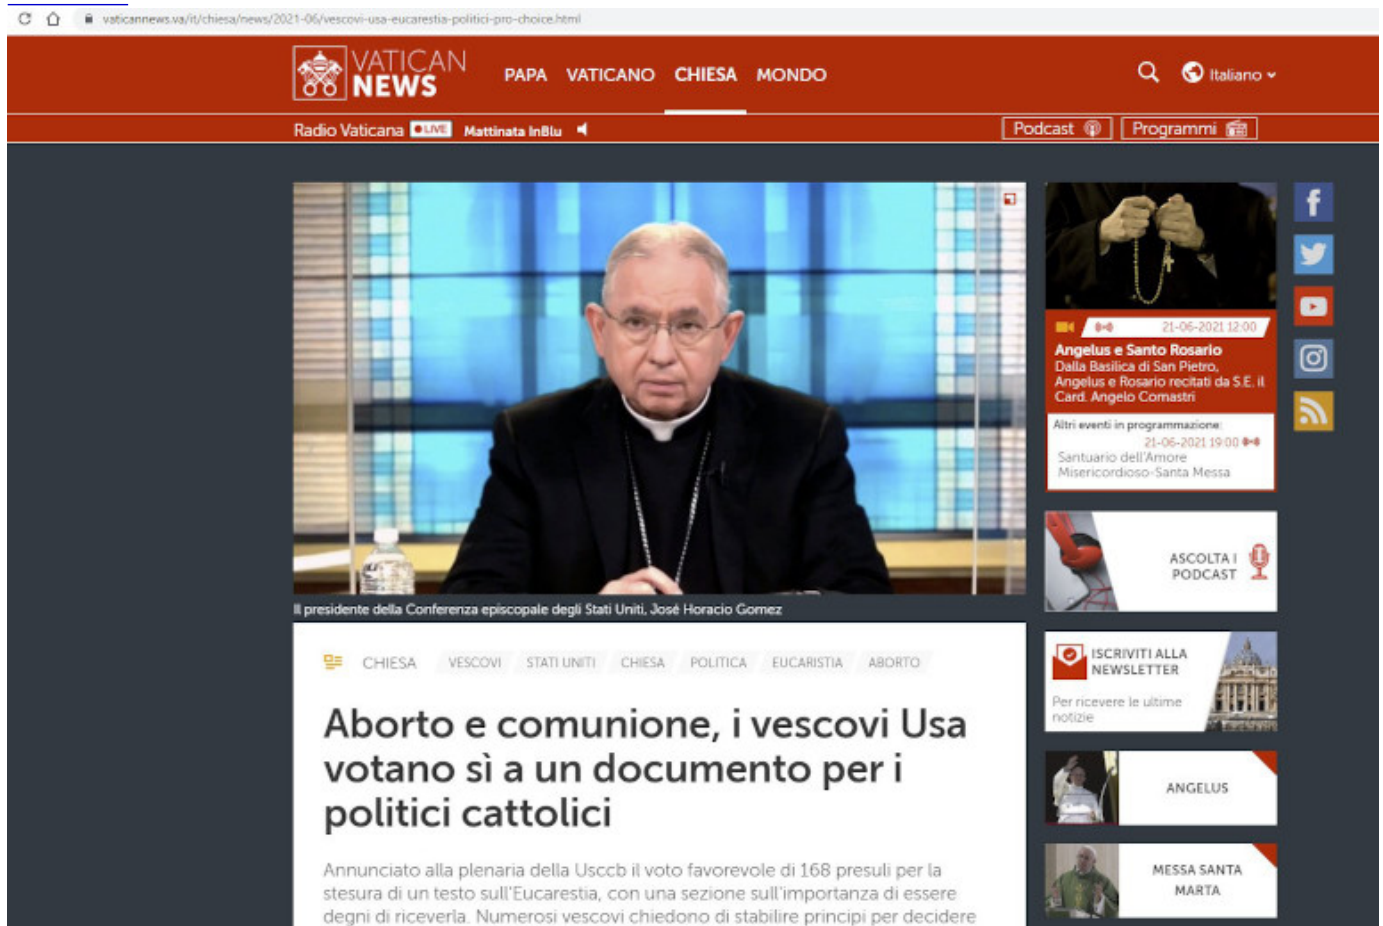 vaticannews.va/it/chiesa/news/2021-06/vescovi-usa-eucarestia-politici-pro-choice.html
VATICAN
NEWS
PAPA VATICANO CHIESA MONDO
Italiano
Radio Vaticana LIVE Mattinata InBlu
Podcast
Programmi
Il presidente della Conferenza episcopale degli Stati Uniti, José Horacio Gomez
CHIESA VESCOVI STATI UNITI CHIESA POLITICA EUCARISTIA ABORTO
Aborto e comunione, i vescovi Usa
votano sì a un documento per i
politici cattolici
Annunciato alla plenaria della Usccb il voto favorevole di 168 presuli per la
stesura di un testo sull'Eucarestia, con una sezione sull'importanza di essere
degni di riceverla. Numerosi vescovi chiedono di stabilire principi per decidere
21-06-2021 12:00
Angelus e Santo Rosario
Dalla Basilica di San Pietro,
Angelus e Rosario recitati da S.E. il
Card. Angelo Comastri
Altri eventi in programmazione:
21-06-2021 19:00
Santuario dell'Amore
Misericordioso-Santa Messa
ASCOLTA I
PODCAST
ISCRIVITI ALLA
NEWSLETTER
Per ricevere le ultime
notizie
ANGELUS
MESSA SANTA
MARTA